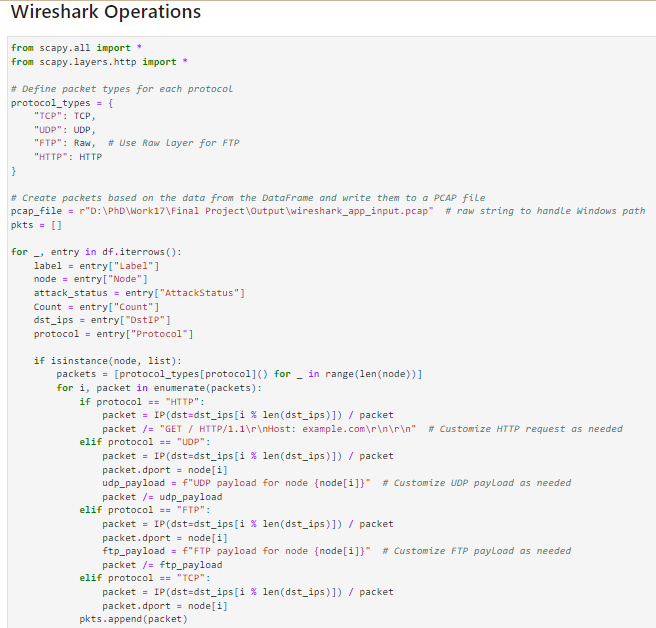 Wireshark Operations
from scapy.all import *
from scapy.layers.http import *
# Define packet types for each protocol
protocol_types = {
    "TCP": TCP,
    "UDP": UDP,
    "FTP": Raw,  # Use Raw layer for FTP
    "HTTP": HTTP
}
# Create packets based on the data from the DataFrame and write them to a PCAP file
pcap_file = r"D:\PhD\Work17\Final Project\Output\wireshark_app_input.pcap"  # raw string to handle Windows path
pkts = []
for _, entry in df.iterrows():
    label = entry["Label"]
    node = entry["Node"]
    attack_status = entry["AttackStatus"]
    Count = entry["Count"]
    dst_ips = entry["DstIP"]
    protocol = entry["Protocol"]
    if isinstance(node, list):
        packets = [protocol_types[protocol]() for _ in range(len(node))]
        for i, packet in enumerate(packets):
            if protocol == "HTTP":
                packet = IP(dst=dst_ips[i % len(dst_ips)]) / packet
                packet /= "GET / HTTP/1.1\r\nHost: example.com\r\n\r\n"  # Customize HTTP request as needed
            elif protocol == "UDP":
                packet = IP(dst=dst_ips[i % len(dst_ips)]) / packet
                packet.dport = node[i]
                udp_payload = f"UDP payload for node {node[i]}"  # Customize UDP payload as needed
                packet /= udp_payload
            elif protocol == "FTP":
                packet = IP(dst=dst_ips[i % len(dst_ips)]) / packet
                packet.dport = node[i]
                ftp_payload = f"FTP payload for node {node[i]}"  # Customize FTP payload as needed
                packet /= ftp_payload
            elif protocol == "TCP":
                packet = IP(dst=dst_ips[i % len(dst_ips)]) / packet
                packet.dport = node[i]
            pkts.append(packet)